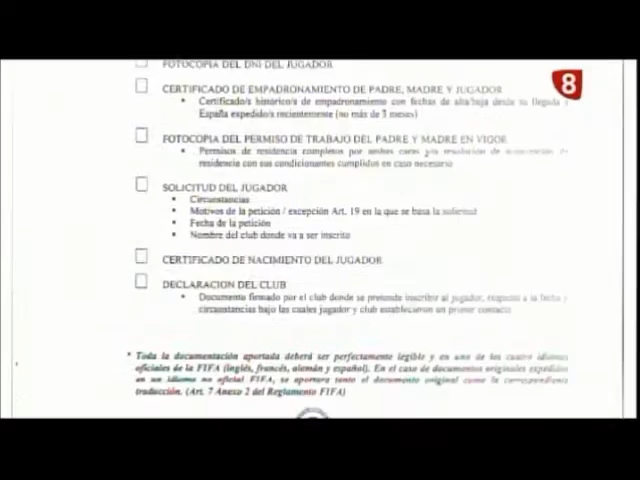 FOTOCOPIA DEL DNI DEL JUGADOR
8
CERTIFICADO DE EMPADRONAMIENTO DE PADRE, MADRE Y JUGADOR
• Certificado/s histórico/s de empadronamiento con fechas de alta/baja desde su llegada a
España expedido/s recientemente (no más de 3 meses)
FOTOCOPIA DEL PERMISO DE TRABAJO DEL PADRE Y MADRE EN VIGOR
• Permisos de residencia completos por ambas caras y/o resolución de
residencia con sus condicionantes cumplidos en caso necesario
SOLICITUD DEL JUGADOR
• Circunstancias
• Motivos de la petición / excepción Art. 19 en la que se basa la solicitud
• Fecha de la petición
• Nombre del club donde va a ser inscrito
CERTIFICADO DE NACIMIENTO DEL JUGADOR
DECLARACION DEL CLUB
• Documento firmado por el club donde se pretende inscribir al jugador, respecto a la fecha y
circunstancias bajo las cuales jugador y club establecieron un primer contacto
* Toda la documentación aportada deberá ser perfectamente legible y en uno de los cuatro idiomas
oficiales de la FIFA (inglés, francés, alemán y español). En el caso de documentos originales expedidos
en un idioma no oficial FIFA, se aportara tanto el documento original como la correspondiente
traducción. (Art. 7 Anexo 2 del Reglamento FIFA)